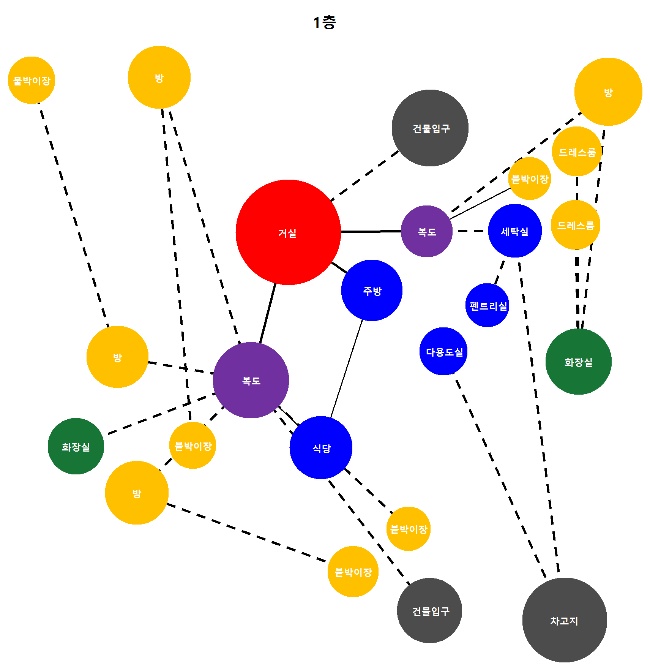 1층
방
방
붙박이장
건물입구
드레스룸
붙박이장
드레스룸
거실
복도
세탁실
주방
펜트리실
다용도실
방
화장실
복도
화장실
붙박이장
식당
방
붙박이장
붙박이장
건물입구
차고지